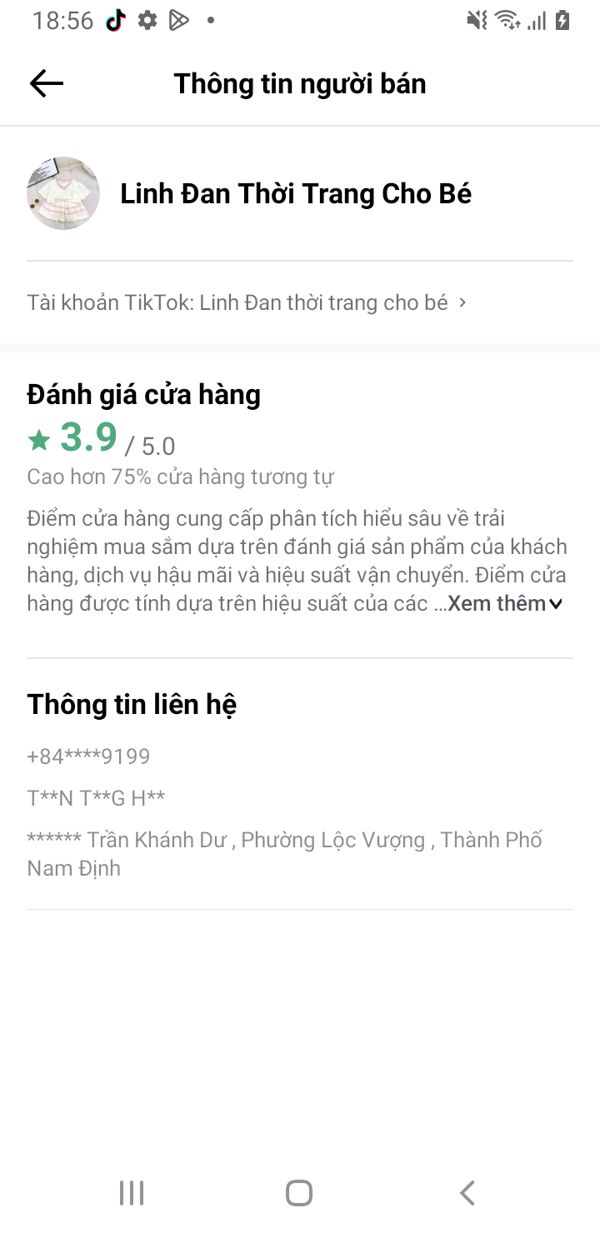 18:56
Thông tin người bán
Linh Đan Thời Trang Cho Bé
Tài khoản TikTok: Linh Đan thời trang cho bé
Đánh giá cửa hàng
3.9 / 5.0
Cao hơn 75% cửa hàng tương tự
Điểm cửa hàng cung cấp phân tích hiểu sâu về trải
nghiệm mua sắm dựa trên đánh giá sản phẩm của khách
hàng, dịch vụ hậu mãi và hiệu suất vận chuyển. Điểm cửa
hàng được tính dựa trên hiệu suất của các ...Xem thêm
Thông tin liên hệ
+84****9199
T**N T**G H**
****** Trần Khánh Dư , Phường Lộc Vượng , Thành Phố
Nam Định